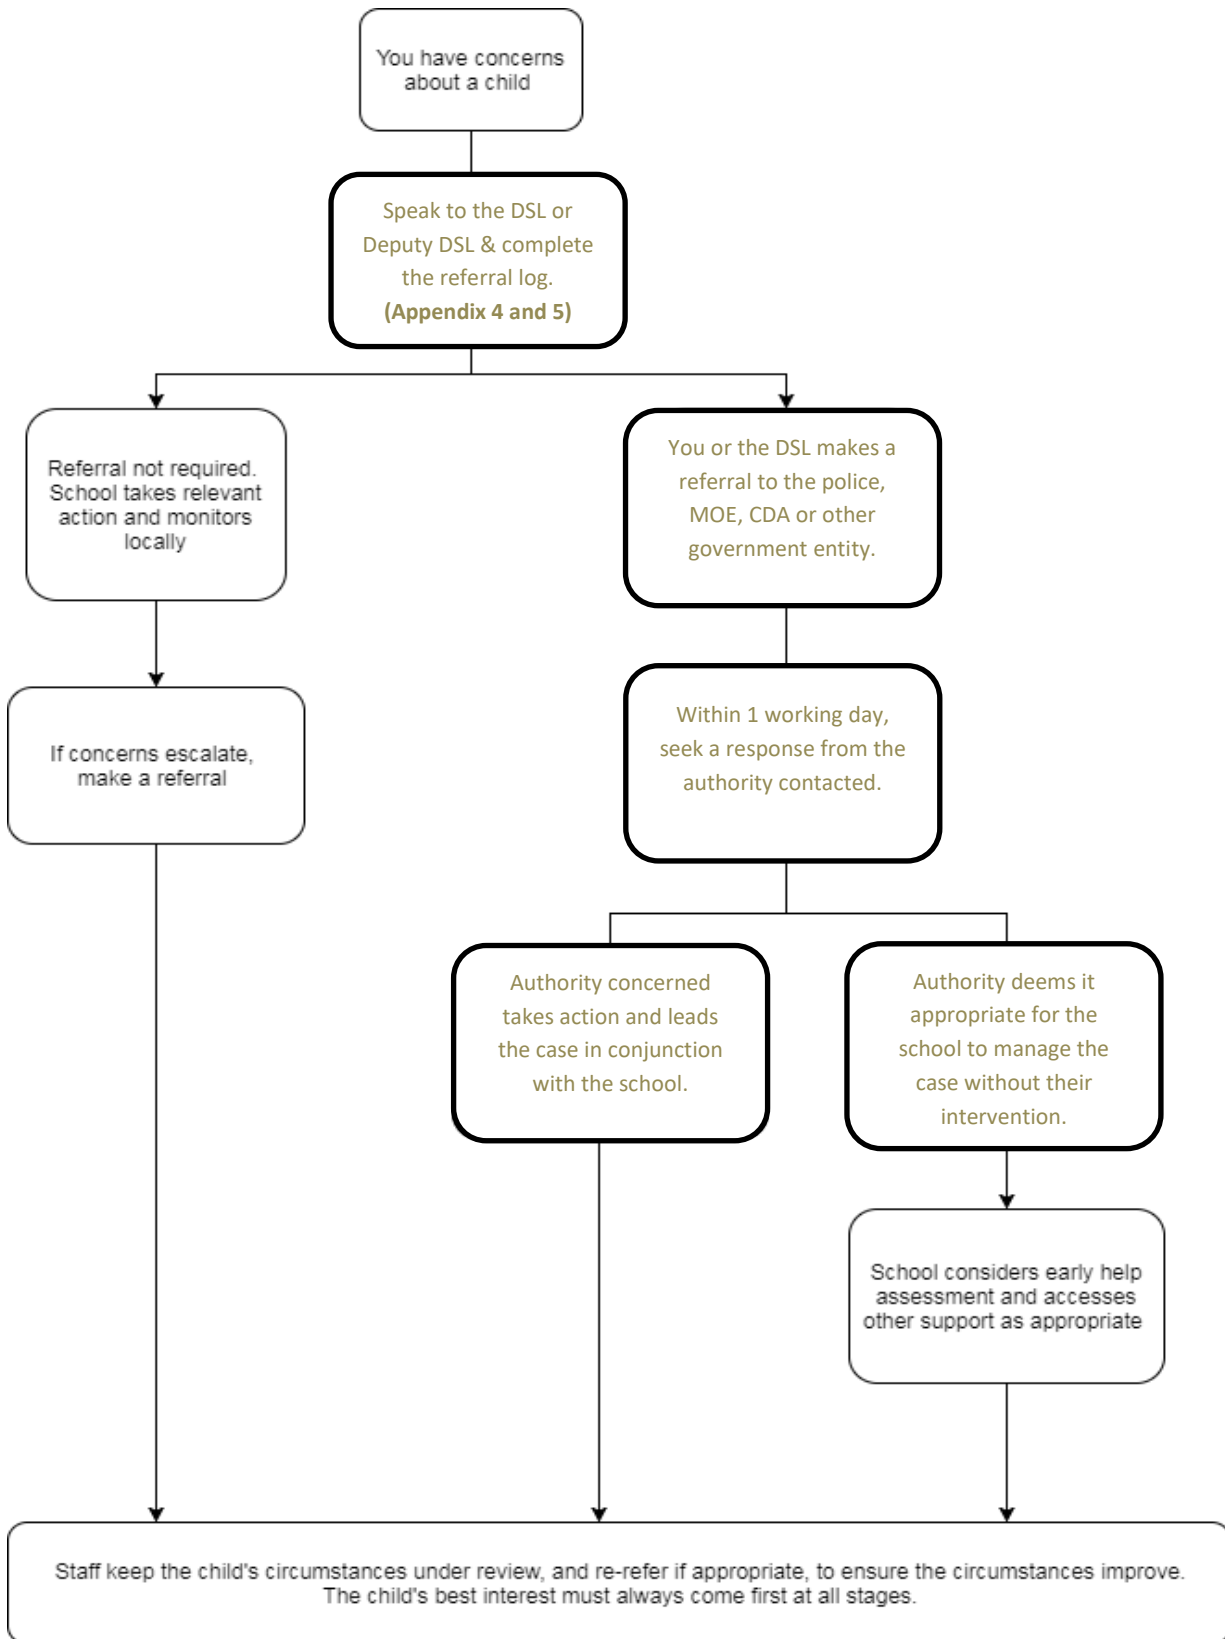 You have concerns
about a child
Speak to the DSL or
Deputy DSL & complete
the referral log.
(Appendix 4 and 5)
Referral not required.
School takes relevant
action and monitors
locally
You or the DSL makes a
referral to the police,
MOE, CDA or other
government entity.
If concerns escalate,
make a referral
Within 1 working day,
seek a response from the
authority contacted.
Authority concerned
takes action and leads
the case in conjunction
with the school.
Authority deems it
appropriate for the
school to manage the
case without their
intervention.
School considers early help
assessment and accesses
other support as appropriate
Staff keep the child's circumstances under review, and re-refer if appropriate, to ensure the circumstances improve.
The child's best interest must always come first at all stages.